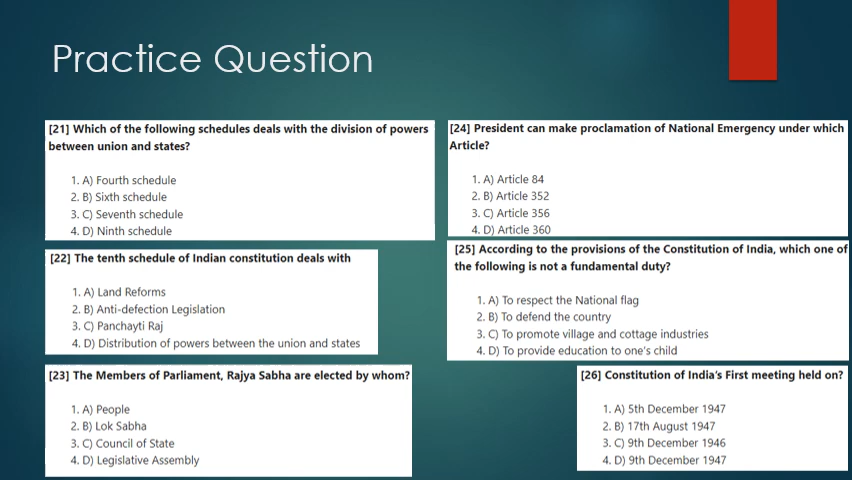 Practice Question
[21] Which of the following schedules deals with the division of powers
between union and states?
1. A) Fourth schedule
2. B) Sixth schedule
3. C) Seventh schedule
4. D) Ninth schedule
[22] The tenth schedule of Indian constitution deals with
1. A) Land Reforms
2. B) Anti-defection Legislation
3. C) Panchayti Raj
4. D) Distribution of powers between the union and states
[23] The Members of Parliament, Rajya Sabha are elected by whom?
1. A) People
2. B) Lok Sabha
3. C) Council of State
4. D) Legislative Assembly
[24] President can make proclamation of National Emergency under which
Article?
1. A) Article 84
2. B) Article 352
3. C) Article 356
4. D) Article 360
[25] According to the provisions of the Constitution of India, which one of
the following is not a fundamental duty?
1. A) To respect the National flag
2. B) To defend the country
3. C) To promote village and cottage industries
4. D) To provide education to one's child
[26] Constitution of India's First meeting held on?
1. A) 5th December 1947
2. B) 17th August 1947
3. C) 9th December 1946
4. D) 9th December 1947